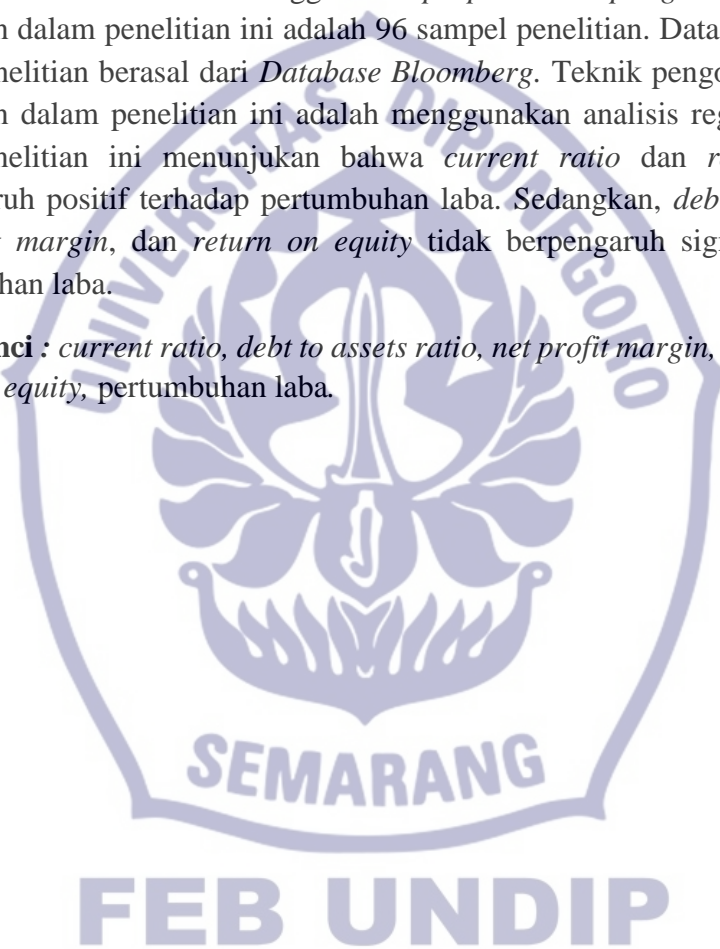 n dalam penelitian ini adalah 96 sampel penelitian. Data
nelitian berasal dari Database Bloomberg. Teknik pengo
n dalam penelitian ini adalah menggunakan analisis reg
nelitian ini menunjukan bahwa current ratio dan r
ruh positif terhadap pertumbuhan laba. Sedangkan, deb
t margin, dan return on equity tidak berpengaruh sig
han laba.
nci : current ratio, debt to assets ratio, net profit margin,
equity, pertumbuhan laba.
UNIVERSITAS DIPONEGORO
SEMARANG
FEB UNDIP